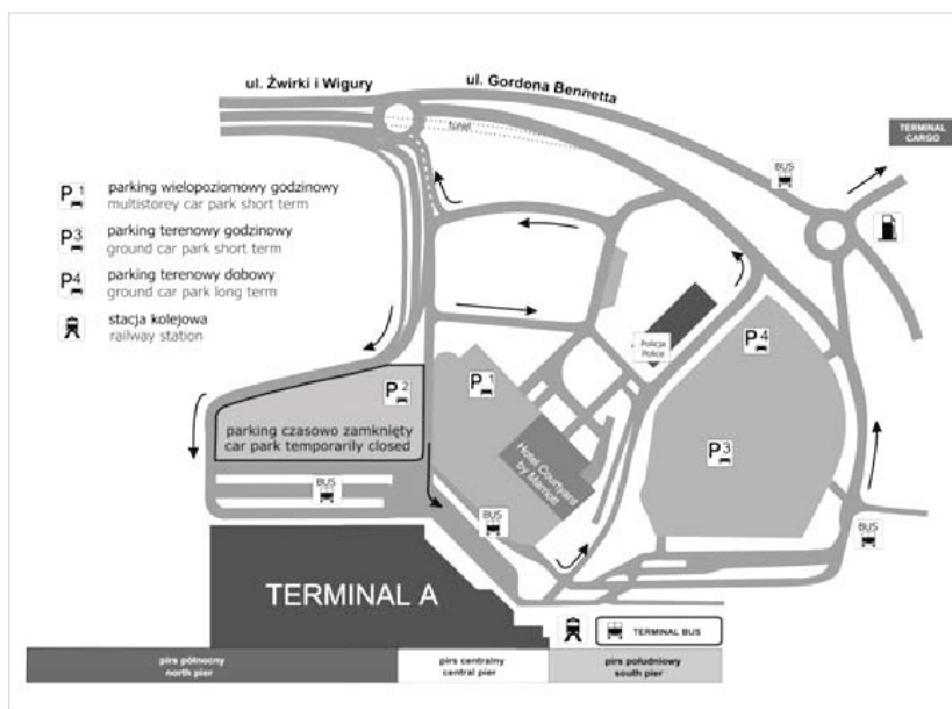 ul. Żwirki i Wigury
ul. Gordona Bennetta
tunel
TERMINAL
CARGO
BUS
P1
parking wielopoziomowy godzinowy
multistorey car park short term
P3
parking terenowy godzinowy
ground car park short term
P4
parking terenowy dobowy
ground car park long term
stacja kolejowa
railway station
Policja
Police
P4
P1
P2
parking czasowo zamknięty
car park temporarily closed
Hotel Courtyard
by Marriott
P3
BUS
BUS
BUS
TERMINAL A
TERMINAL BUS
pirs północny
north pier
pirs centralny
central pier
pirs południowy
south pier